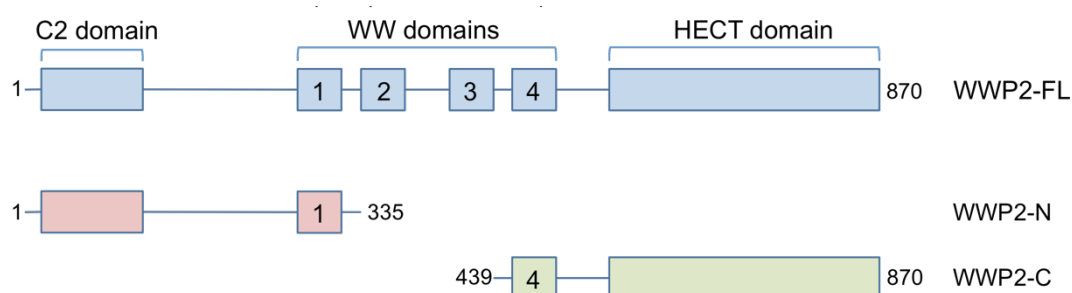 C2 domain WW domains HECT domain
1 1 2 3 4 870 WWP2-FL
1 1 335 WWP2-N
439 4 870 WWP2-C